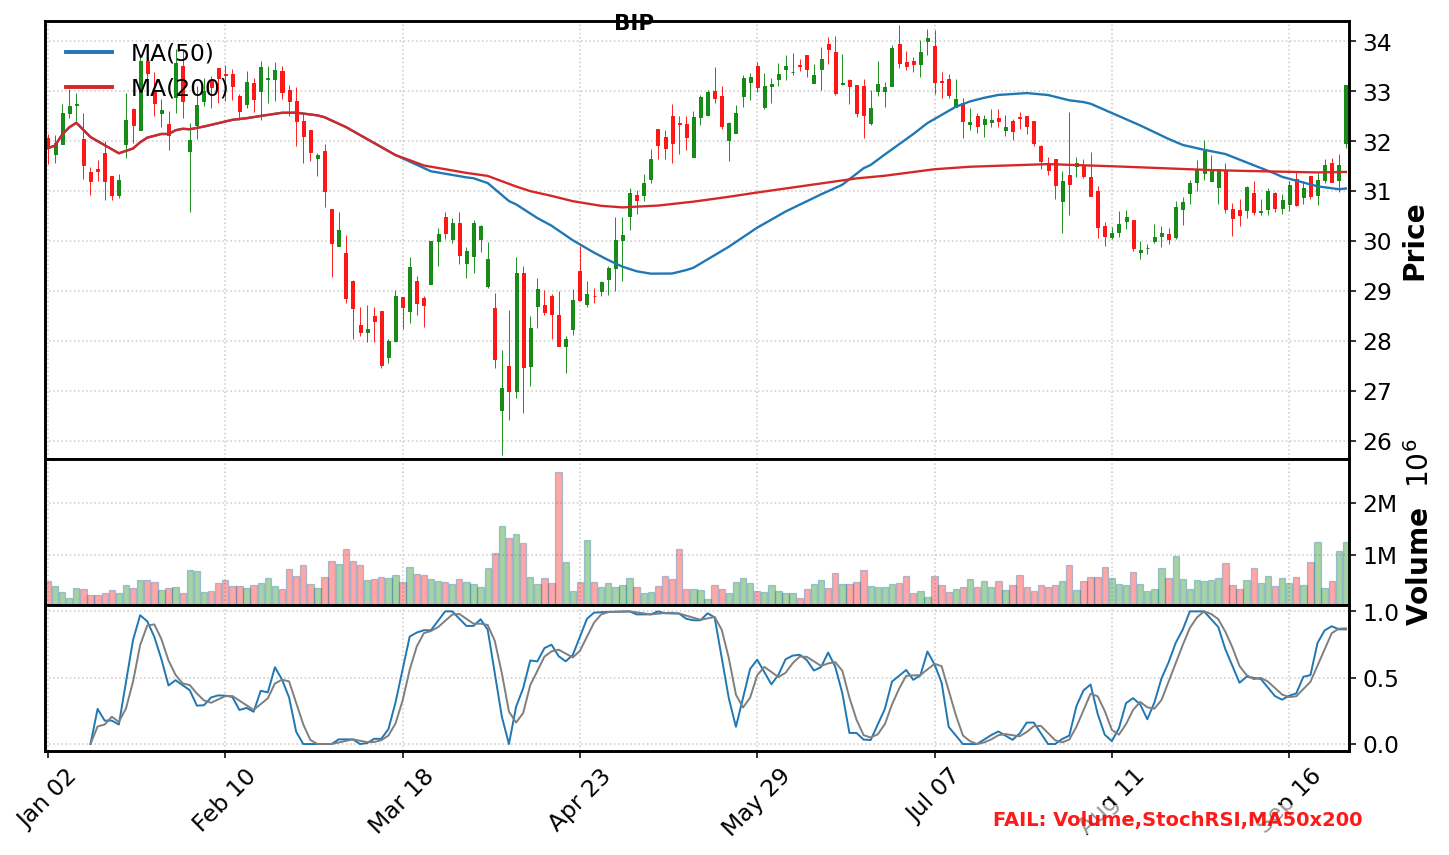 BIP
MA(50)
MA(200)
34
33
32
31
30
29
28
27
26
Price
2M
1M
Volume 10^6
1.0
0.5
0.0
Jan 02
Feb 10
Mar 18
Apr 23
May 29
Jul 07
Aug 11
Sep 16
FAIL: Volume,StochRSI,MA50x200